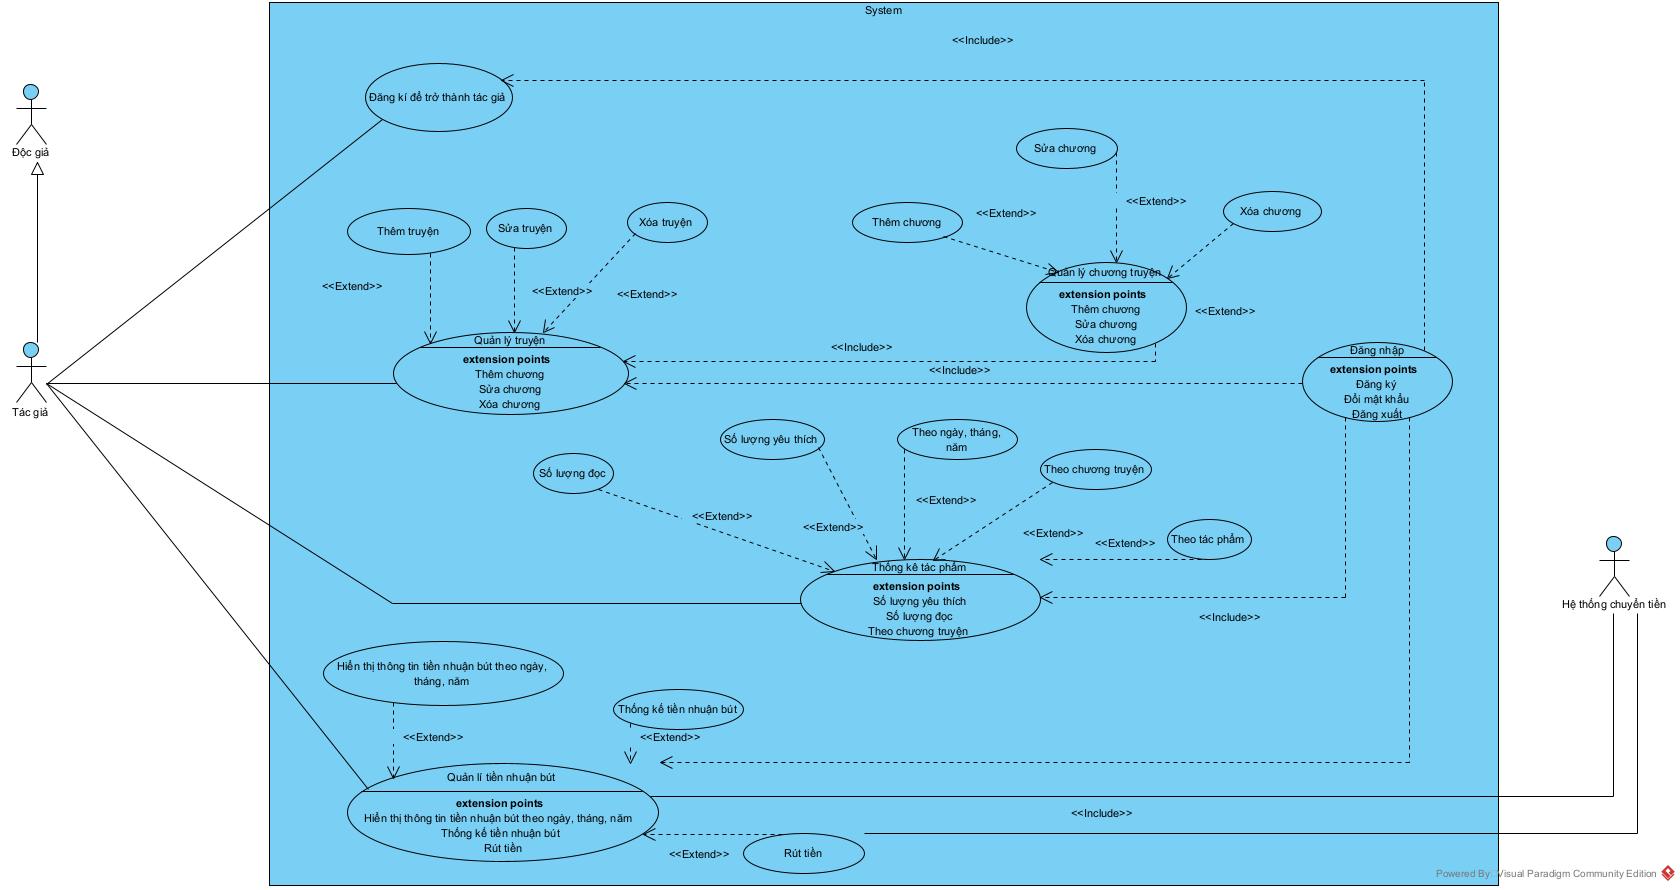 System
<<Include>>
Đăng kí để trở thành tác giả
Độc giả
Sửa chương
Thêm chương
<<Extend>>
<<Extend>>
Xóa chương
Thêm truyện
Sửa truyện
Xóa truyện
<<Extend>>
<<Extend>>
<<Extend>>
Quản lý chương truyện
extension points
Thêm chương
Sửa chương
Xóa chương
<<Extend>>
Quản lý truyện
extension points
Thêm chương
Sửa chương
Xóa chương
<<Include>>
<<Include>>
Đăng nhập
extension points
Đăng ký
Đổi mật khẩu
Đăng xuất
Tác giả
Số lượng yêu thích
Theo ngày, tháng,
năm
Số lượng đọc
Theo chương truyện
<<Extend>>
<<Extend>>
<<Extend>>
<<Extend>>
<<Extend>>
Theo tác phẩm
Thống kê tác phẩm
extension points
Số lượng yêu thích
Số lượng đọc
Theo chương truyện
<<Include>>
Hệ thống chuyển tiền
Hiển thị thông tin tiền nhuận bút theo ngày,
tháng, năm
Thống kế tiền nhuận bút
<<Extend>>
<<Extend>>
Quản lí tiền nhuận bút
extension points
Hiển thị thông tin tiền nhuận bút theo ngày, tháng, năm
Thống kế tiền nhuận bút
Rút tiền
<<Include>>
<<Extend>>
Rút tiền
Powered By: Visual Paradigm Community Edition